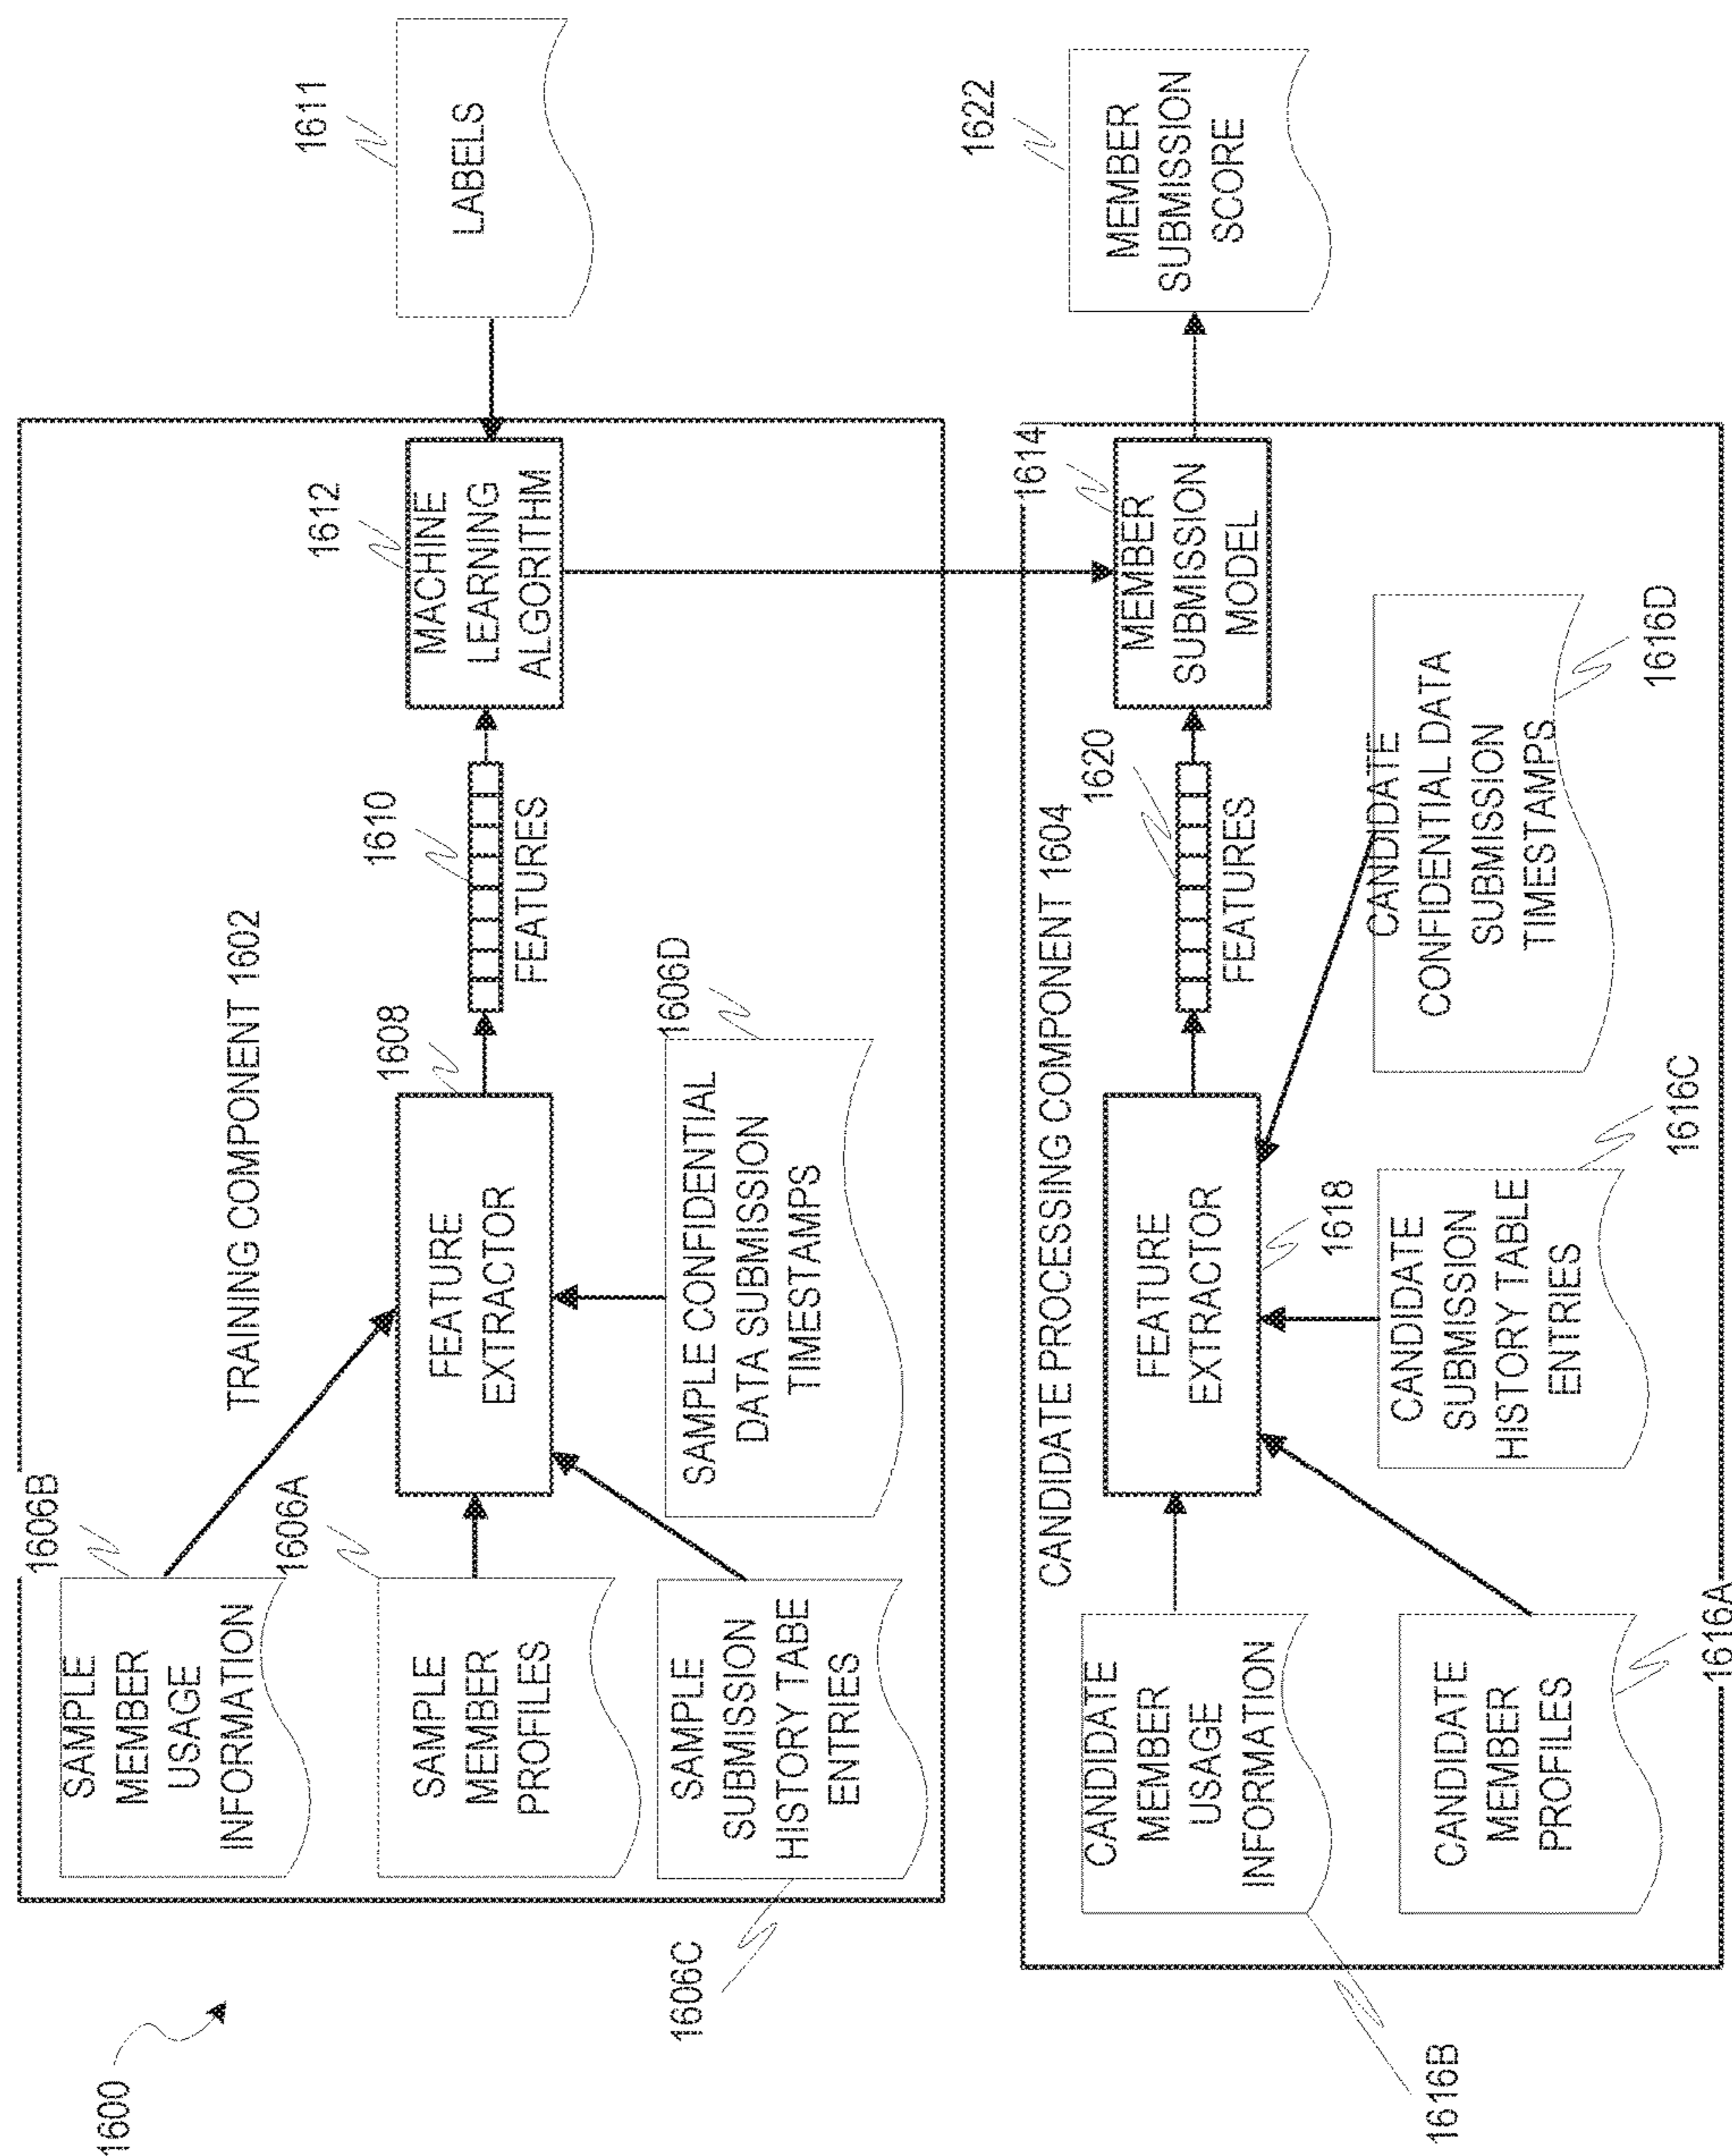 1600
TRAINING COMPONENT 1602
1606B
SAMPLE
MEMBER
USAGE
INFORMATION
1606A
SAMPLE
MEMBER
PROFILES
1606C
SAMPLE
SUBMISSION
HISTORY TABE
ENTRIES
1606D
SAMPLE CONFIDENTIAL
DATA SUBMISSION
TIMESTAMPS
1608
FEATURE
EXTRACTOR
1610
FEATURES
1612
MACHINE
LEARNING
ALGORITHM
1611
LABELS
CANDIDATE PROCESSING COMPONENT 1604
CANDIDATE
MEMBER
USAGE
INFORMATION
1616B
CANDIDATE
MEMBER
PROFILES
1616A
CANDIDATE
SUBMISSION
HISTORY TABLE
ENTRIES
1616C
CANDIDATE
CONFIDENTIAL DATA
SUBMISSION
TIMESTAMPS
1616D
FEATURE
EXTRACTOR
1618
1620
FEATURES
1614
MEMBER
SUBMISSION
MODEL
1622
MEMBER
SUBMISSION
SCORE